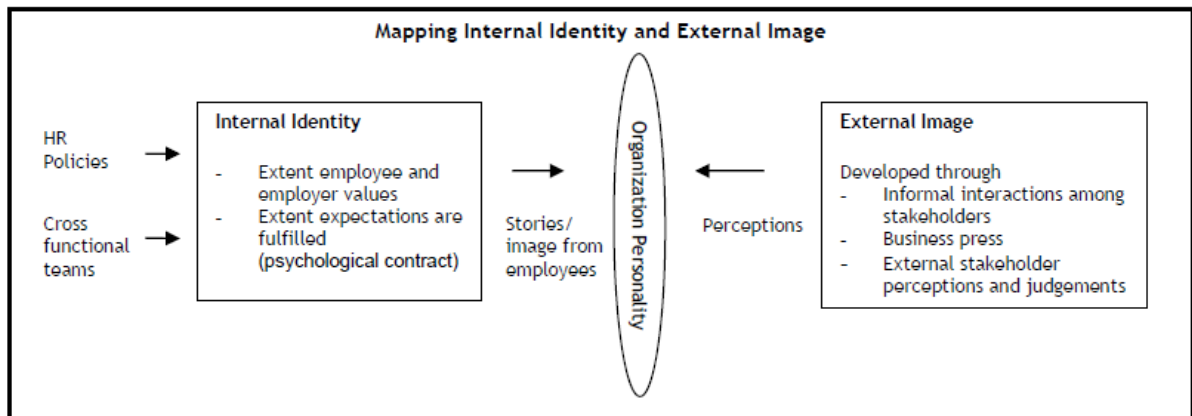 Mapping Internal Identity and External Image
HR
Policies
Cross
functional
teams
Internal Identity
- Extent employee and
employer values
- Extent expectations are
fulfilled
(psychological contract)
Stories/
image from
employees
Organization Personality
Perceptions
External Image
Developed through
- Informal interactions among
stakeholders
- Business press
- External stakeholder
perceptions and judgements